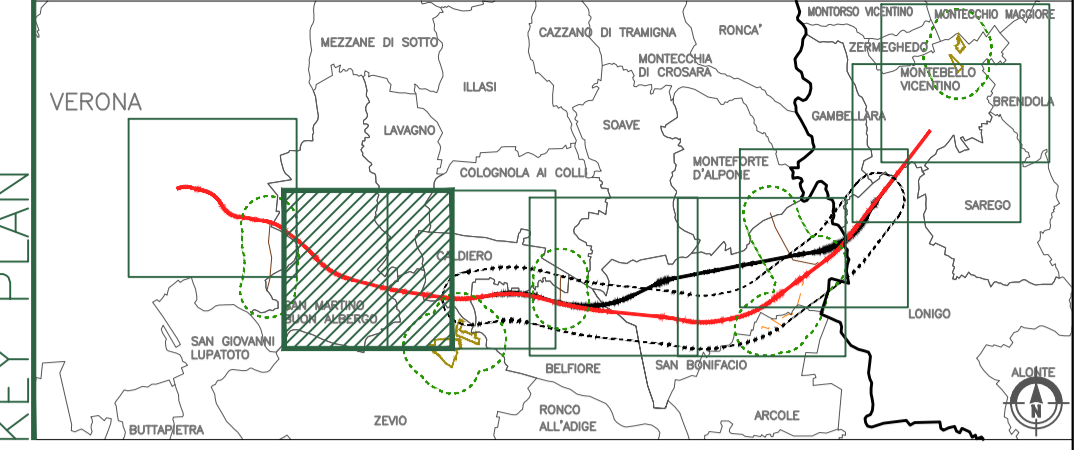 KEY PLAN
VERONA
MEZZANE DI SOTTO
CAZZANO DI TRAMIGNA
RONCA'
MONTORSO VICENTINO
MONTECCHIO MAGGIORE
ZERMEGHEDO
MONTECCHIA
DI CROSARA
ILLASI
MONTEBELLO
VICENTINO
BRENDOLA
GAMBELLARA
LAVAGNO
SOAVE
MONTEFORTE
D'ALPONE
COLOGNOLA AI COLLI
SAREGO
CALDIERO
SAN MARTINO
BUON ALBERGO
LONIGO
SAN GIOVANNI
LUPATOTO
BELFIORE
SAN BONIFACIO
ALONTE
ZEVIO
RONCO
ALL'ADIGE
ARCOLE
BUTTAPIETRA
N